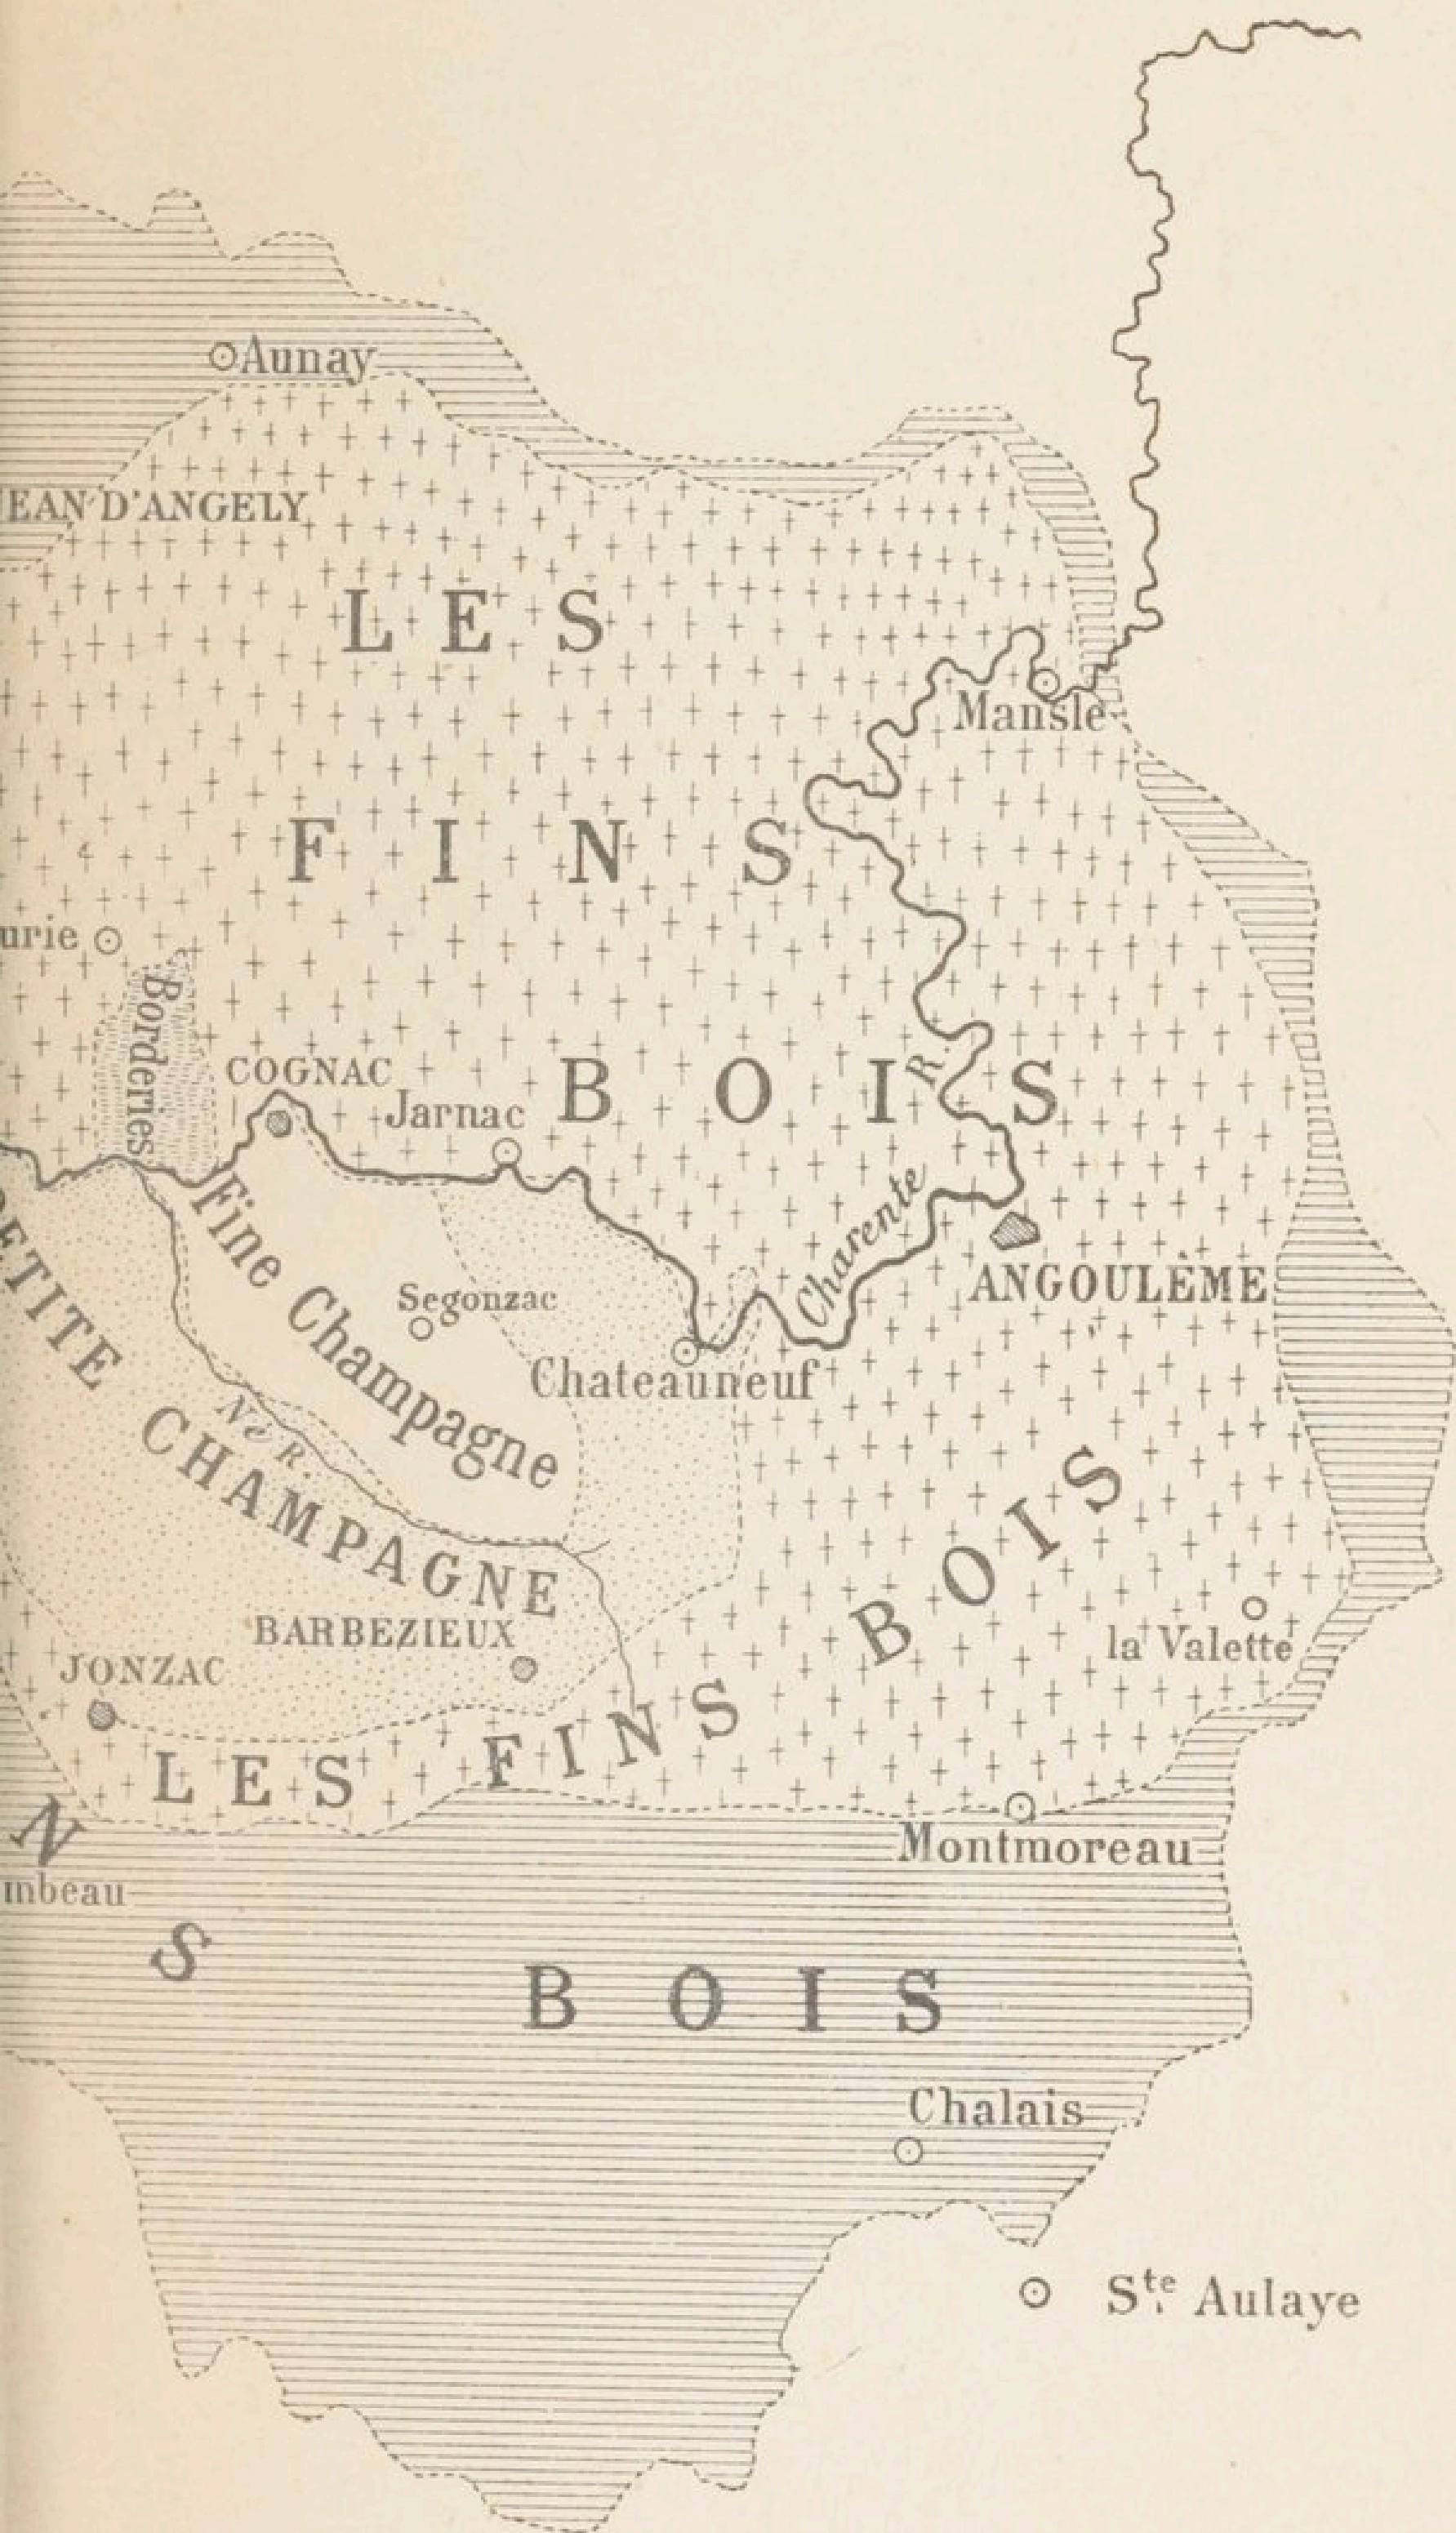 Aunay
EAN D'ANGELY
LES
Mansle
FINS
urie
Borderies
COGNAC
Jarnac
BOIS
R.
Charente
ANGOULÊME
Fine Champagne
Segonzac
Chateauneuf
ETITE
CHAMPAGNE
Né R.
BARBEZIEUX
JONZAC
la Valette
LES FINS BOIS
Montmoreau
N
mbeau
S
BOIS
Chalais
Ste Aulaye